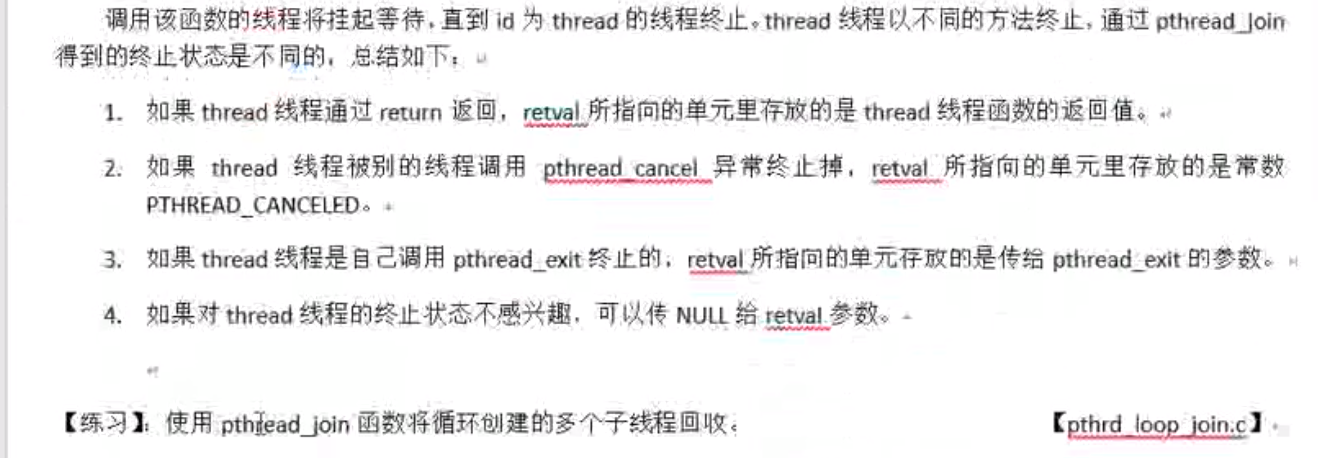 调用该函数的线程将挂起等待，直到 id 为 thread 的线程终止。thread 线程以不同的方法终止，通过 pthread_join
得到的终止状态是不同的，总结如下：
1. 如果 thread 线程通过 return 返回，retval 所指向的单元里存放的是 thread 线程函数的返回值。
2. 如果 thread 线程被别的线程调用 pthread_cancel 异常终止掉，retval 所指向的单元里存放的是常数
PTHREAD_CANCELED。
3. 如果 thread 线程是自己调用 pthread_exit 终止的，retval 所指向的单元存放的是传给 pthread_exit 的参数。
4. 如果对 thread 线程的终止状态不感兴趣，可以传 NULL 给 retval 参数。
【练习】：使用 pthread_join 函数将循环创建的多个子线程回收。 【pthrd_loop_join.c】